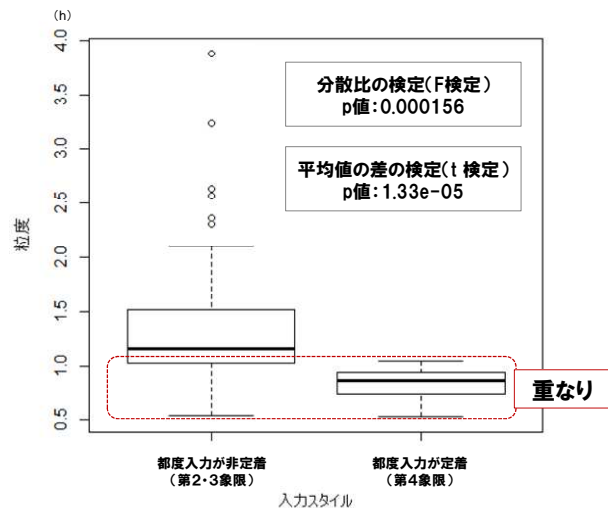 (h)
4.0
3.5
3.0
2.5
2.0
1.5
1.0
0.5
粒度
分散比の検定(F検定)
p値:0.000156
平均値の差の検定(t 検定)
p値:1.33e-05
重なり
都度入力が非定着
(第2・3象限)
都度入力が定着
(第4象限)
入力スタイル